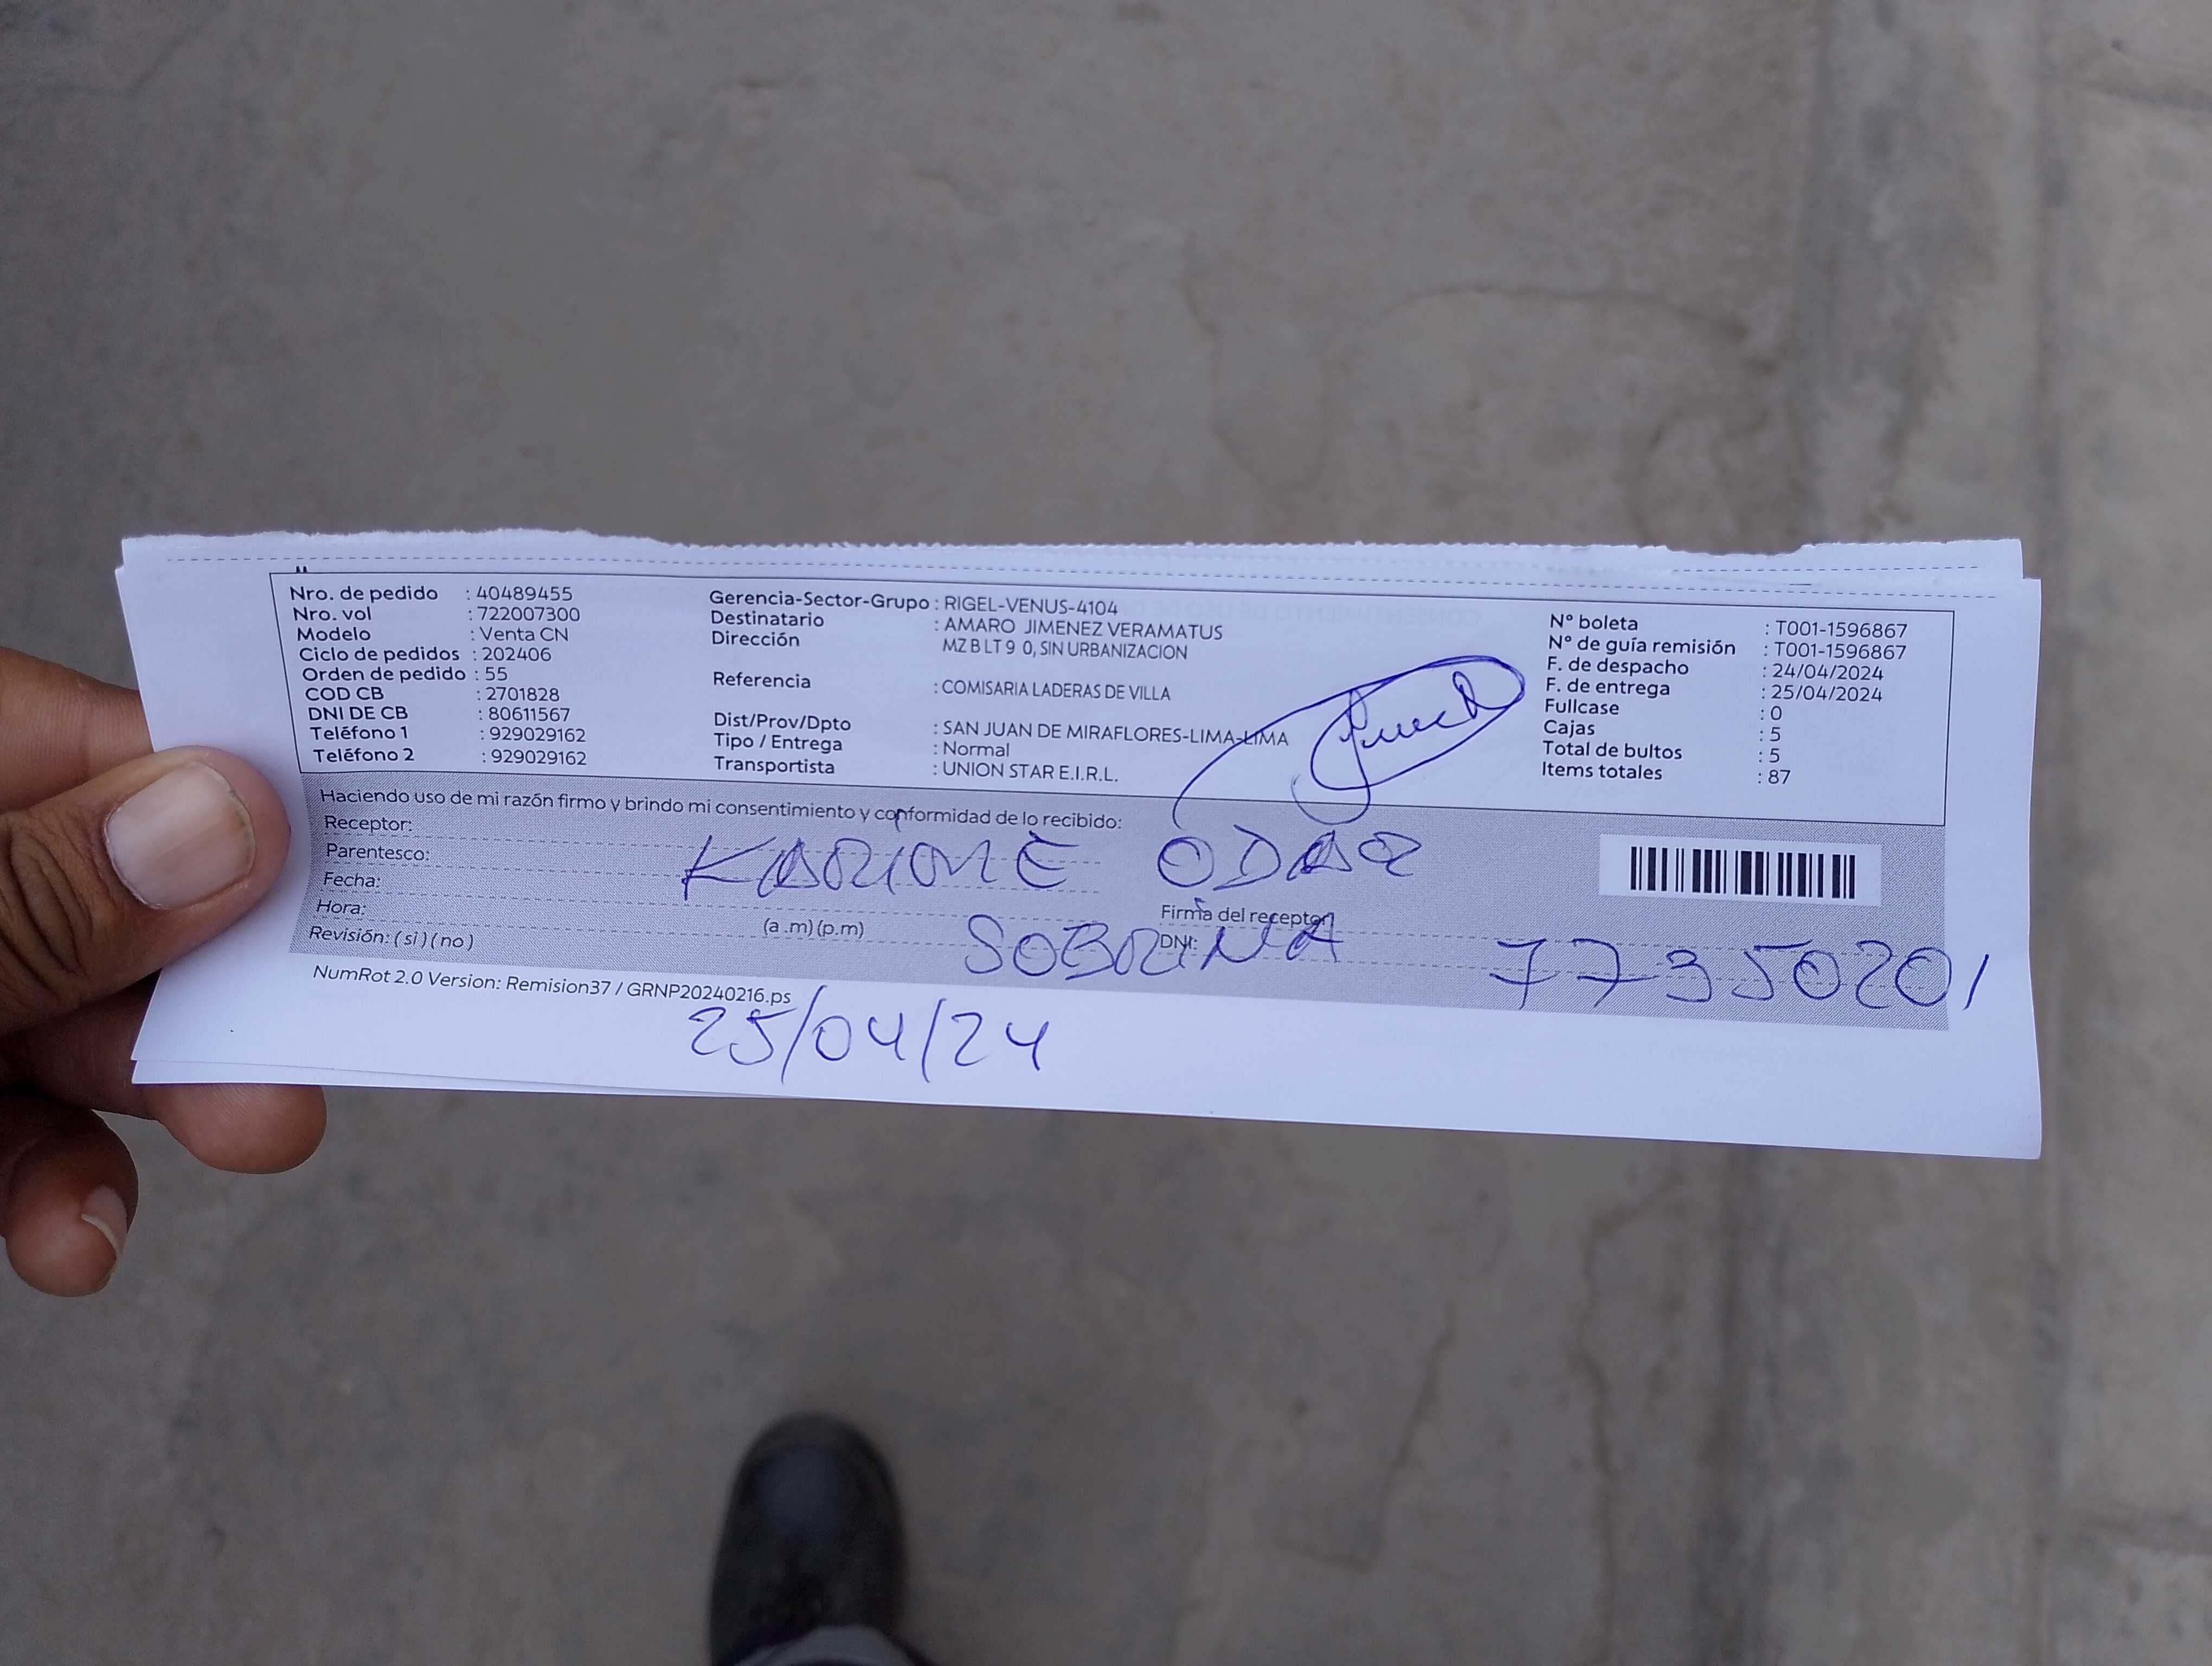 Nro. de pedido : 40489455
Nro. vol : 722007300
Modelo : Venta CN
Ciclo de pedidos : 202406
Orden de pedido : 55
COD CB : 2701828
DNI DE CB : 80611567
Teléfono 1 : 929029162
Teléfono 2 : 929029162
Gerencia-Sector-Grupo : RIGEL-VENUS-4104
Destinatario : AMARO JIMENEZ VERAMATUS
Dirección MZ B LT 9 0, SIN URBANIZACION
Referencia : COMISARIA LADERAS DE VILLA
Dist/Prov/Dpto : SAN JUAN DE MIRAFLORES-LIMA-LIMA
Tipo / Entrega : Normal
Transportista : UNION STAR E.I.R.L.
N° boleta : T001-1596867
N° de guía remisión : T001-1596867
F. de despacho : 24/04/2024
F. de entrega : 25/04/2024
Fullcase : 0
Cajas : 5
Total de bultos : 5
Items totales : 87
Haciendo uso de mi razón firmo y brindo mi consentimiento y conformidad de lo recibido:
Receptor:
Parentesco:
Fecha:
Hora: (a .m) (p.m)
Revisión: ( si ) ( no )
ODAR
Firma del receptor
DNI: 77350201
SOBRINA
NumRot 2.0 Version: Remision37 / GRNP20240216.ps
25/04/24